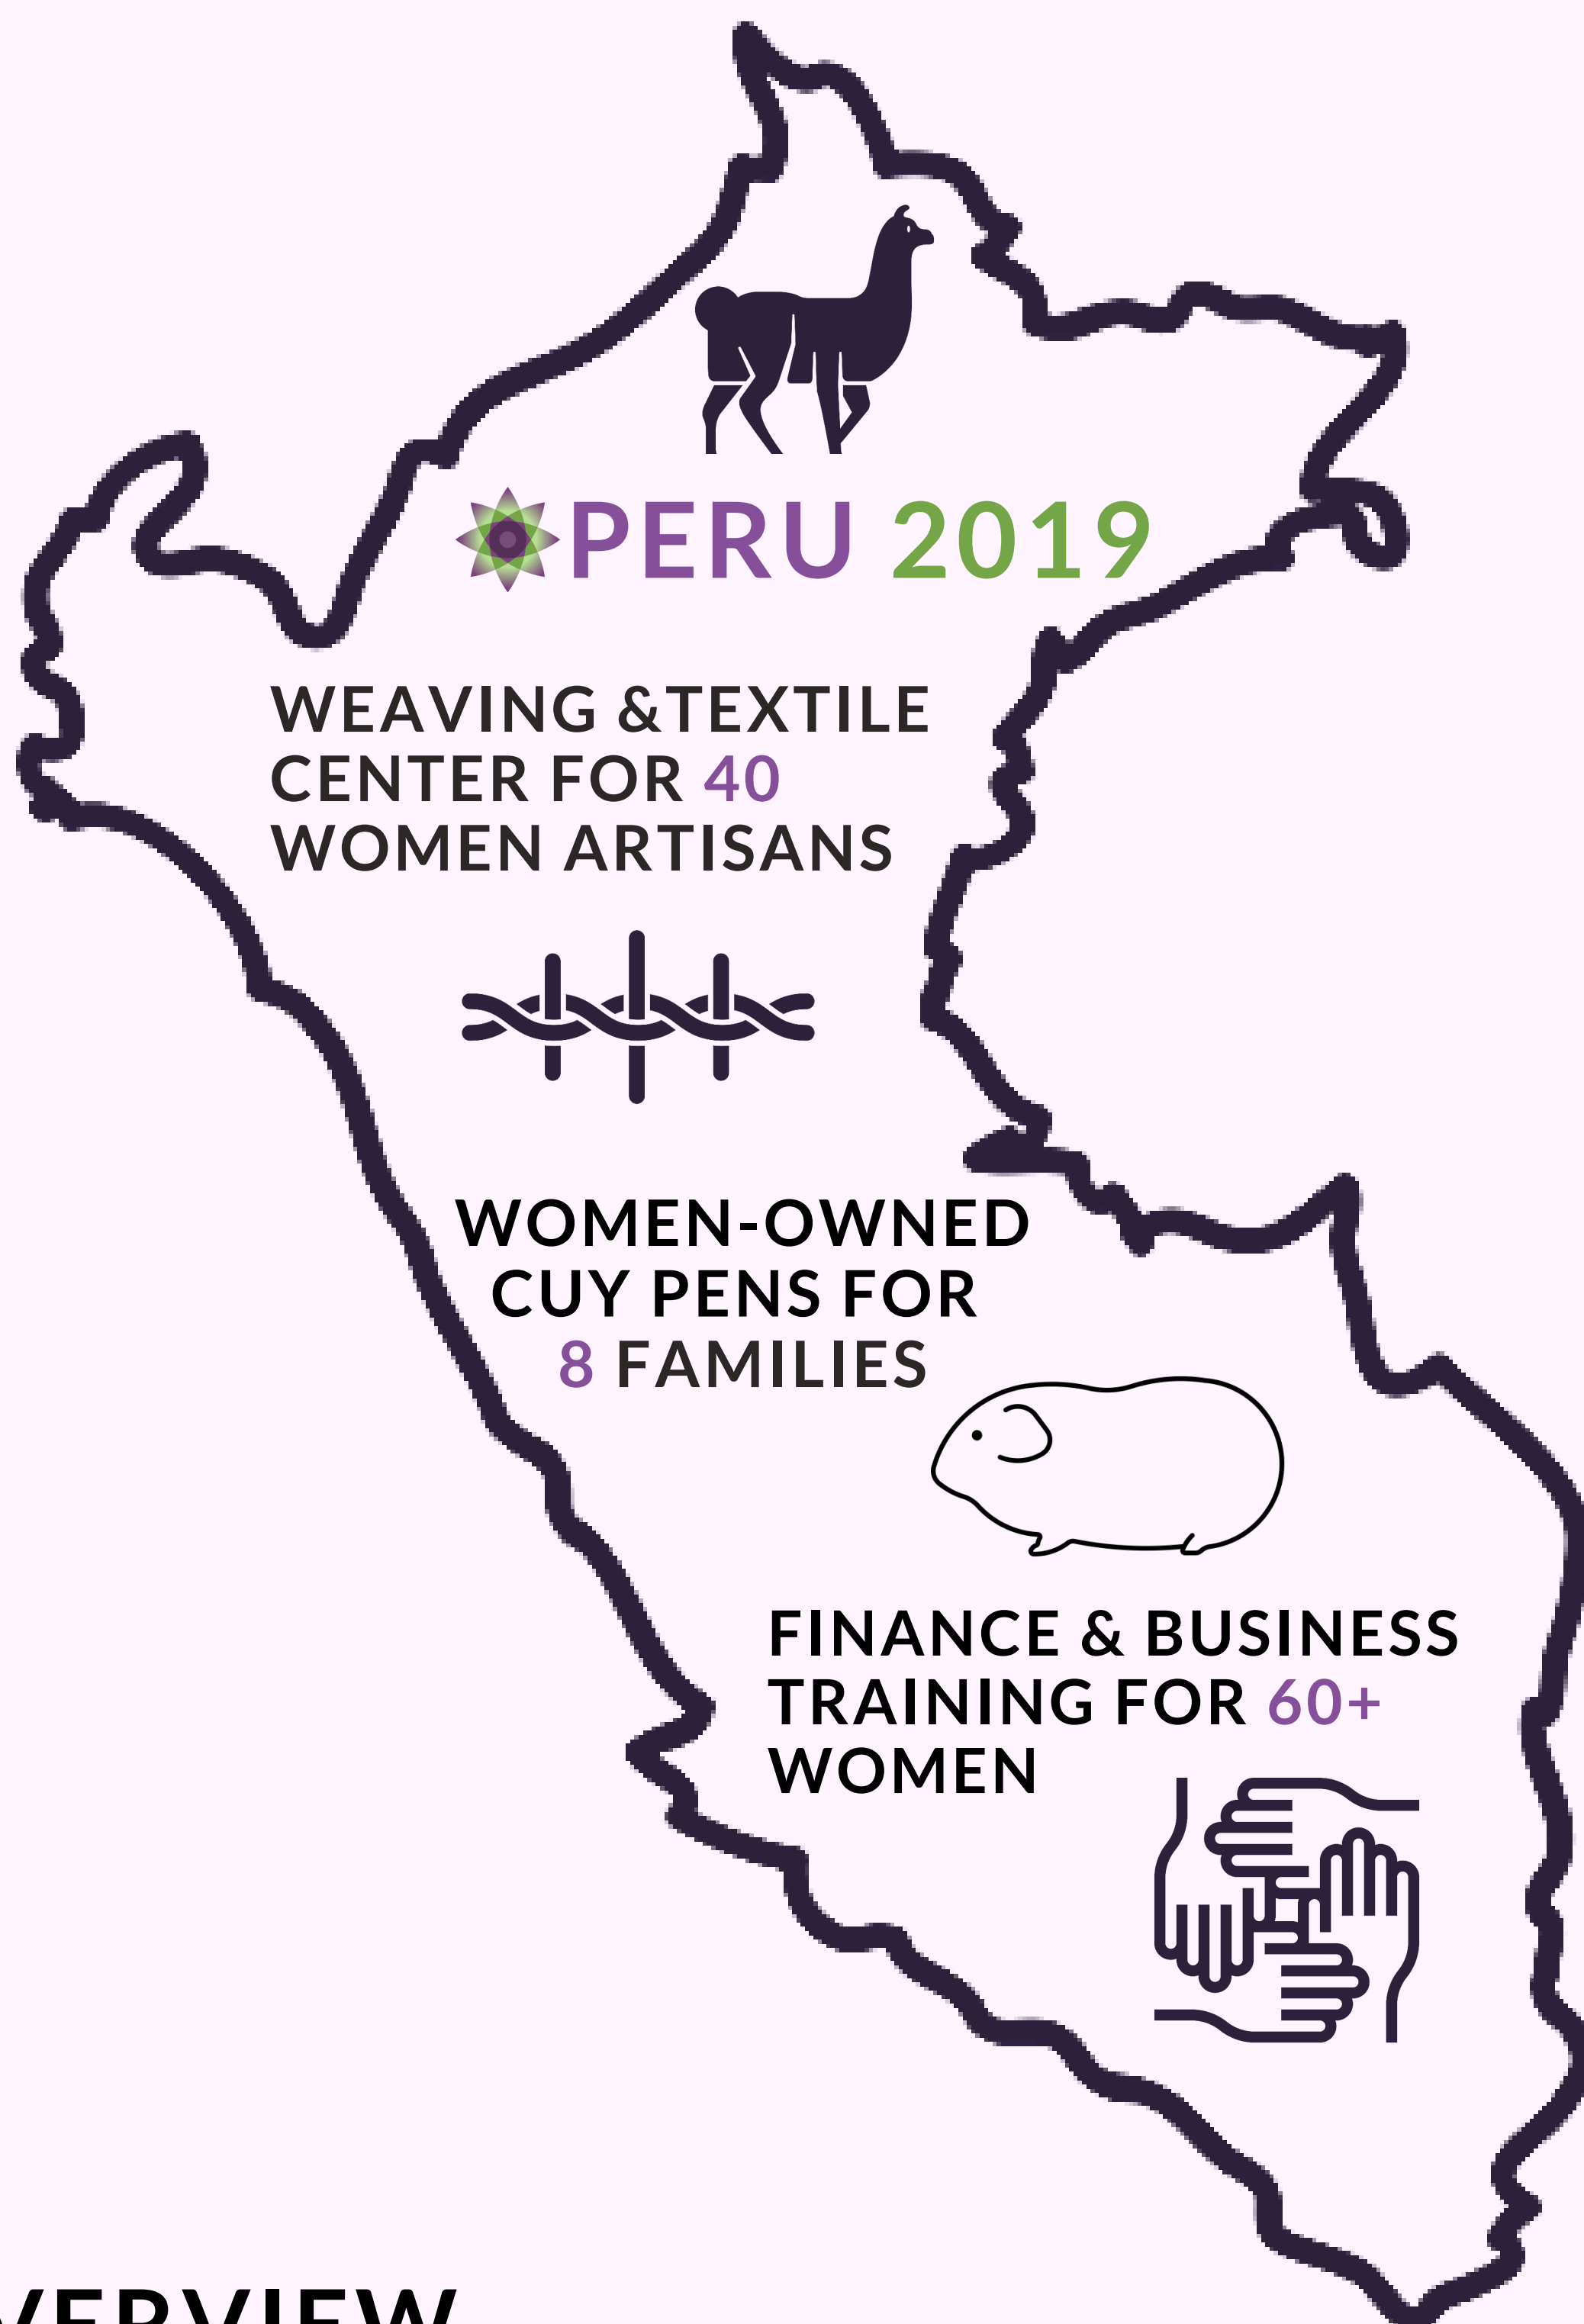 PERU 2019
WEAVING &TEXTILE
CENTER FOR 40
WOMEN ARTISANS
WOMEN-OWNED
CUY PENS FOR
8 FAMILIES
FINANCE & BUSINESS
TRAINING FOR 60+
WOMEN